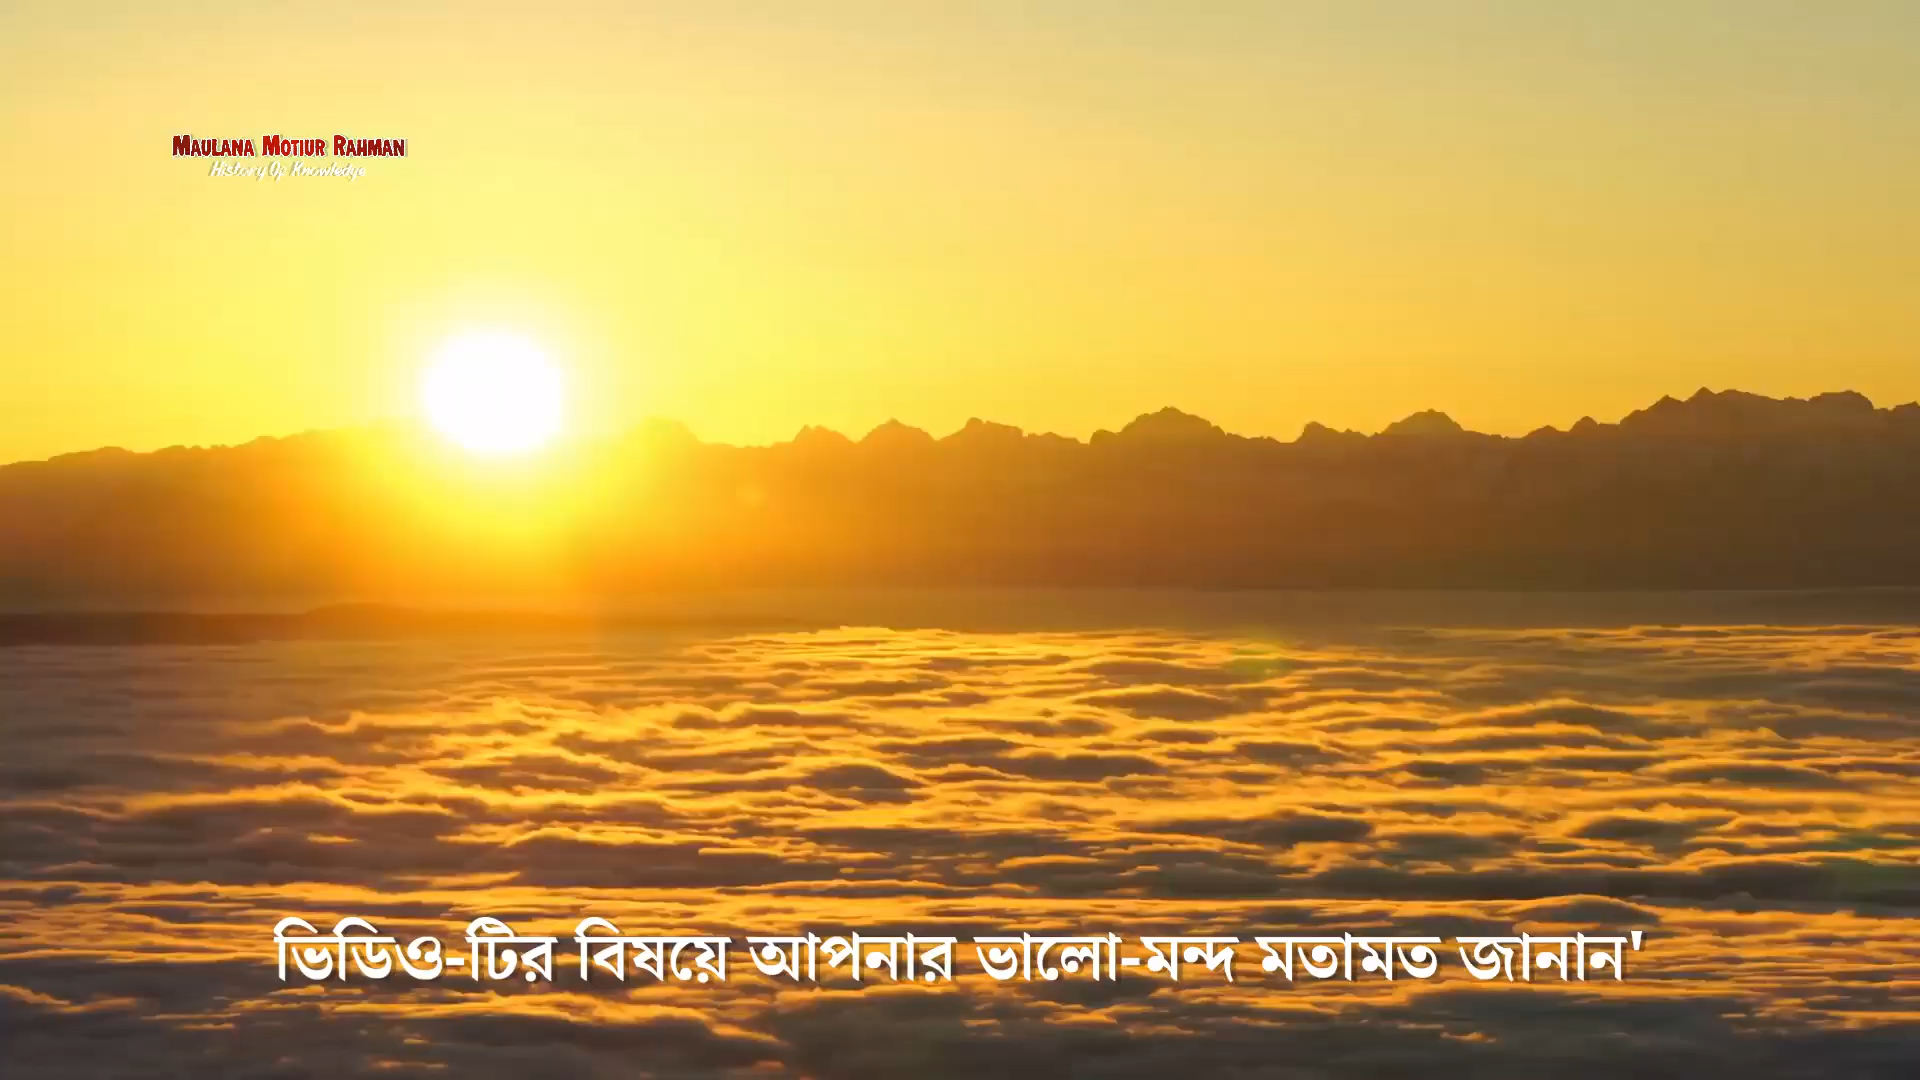 MAULANA MOTIUR RAHMAN
History Of Knowledge
ভিডিও-টির বিষয়ে আপনার ভালো-মন্দ মতামত জানান'